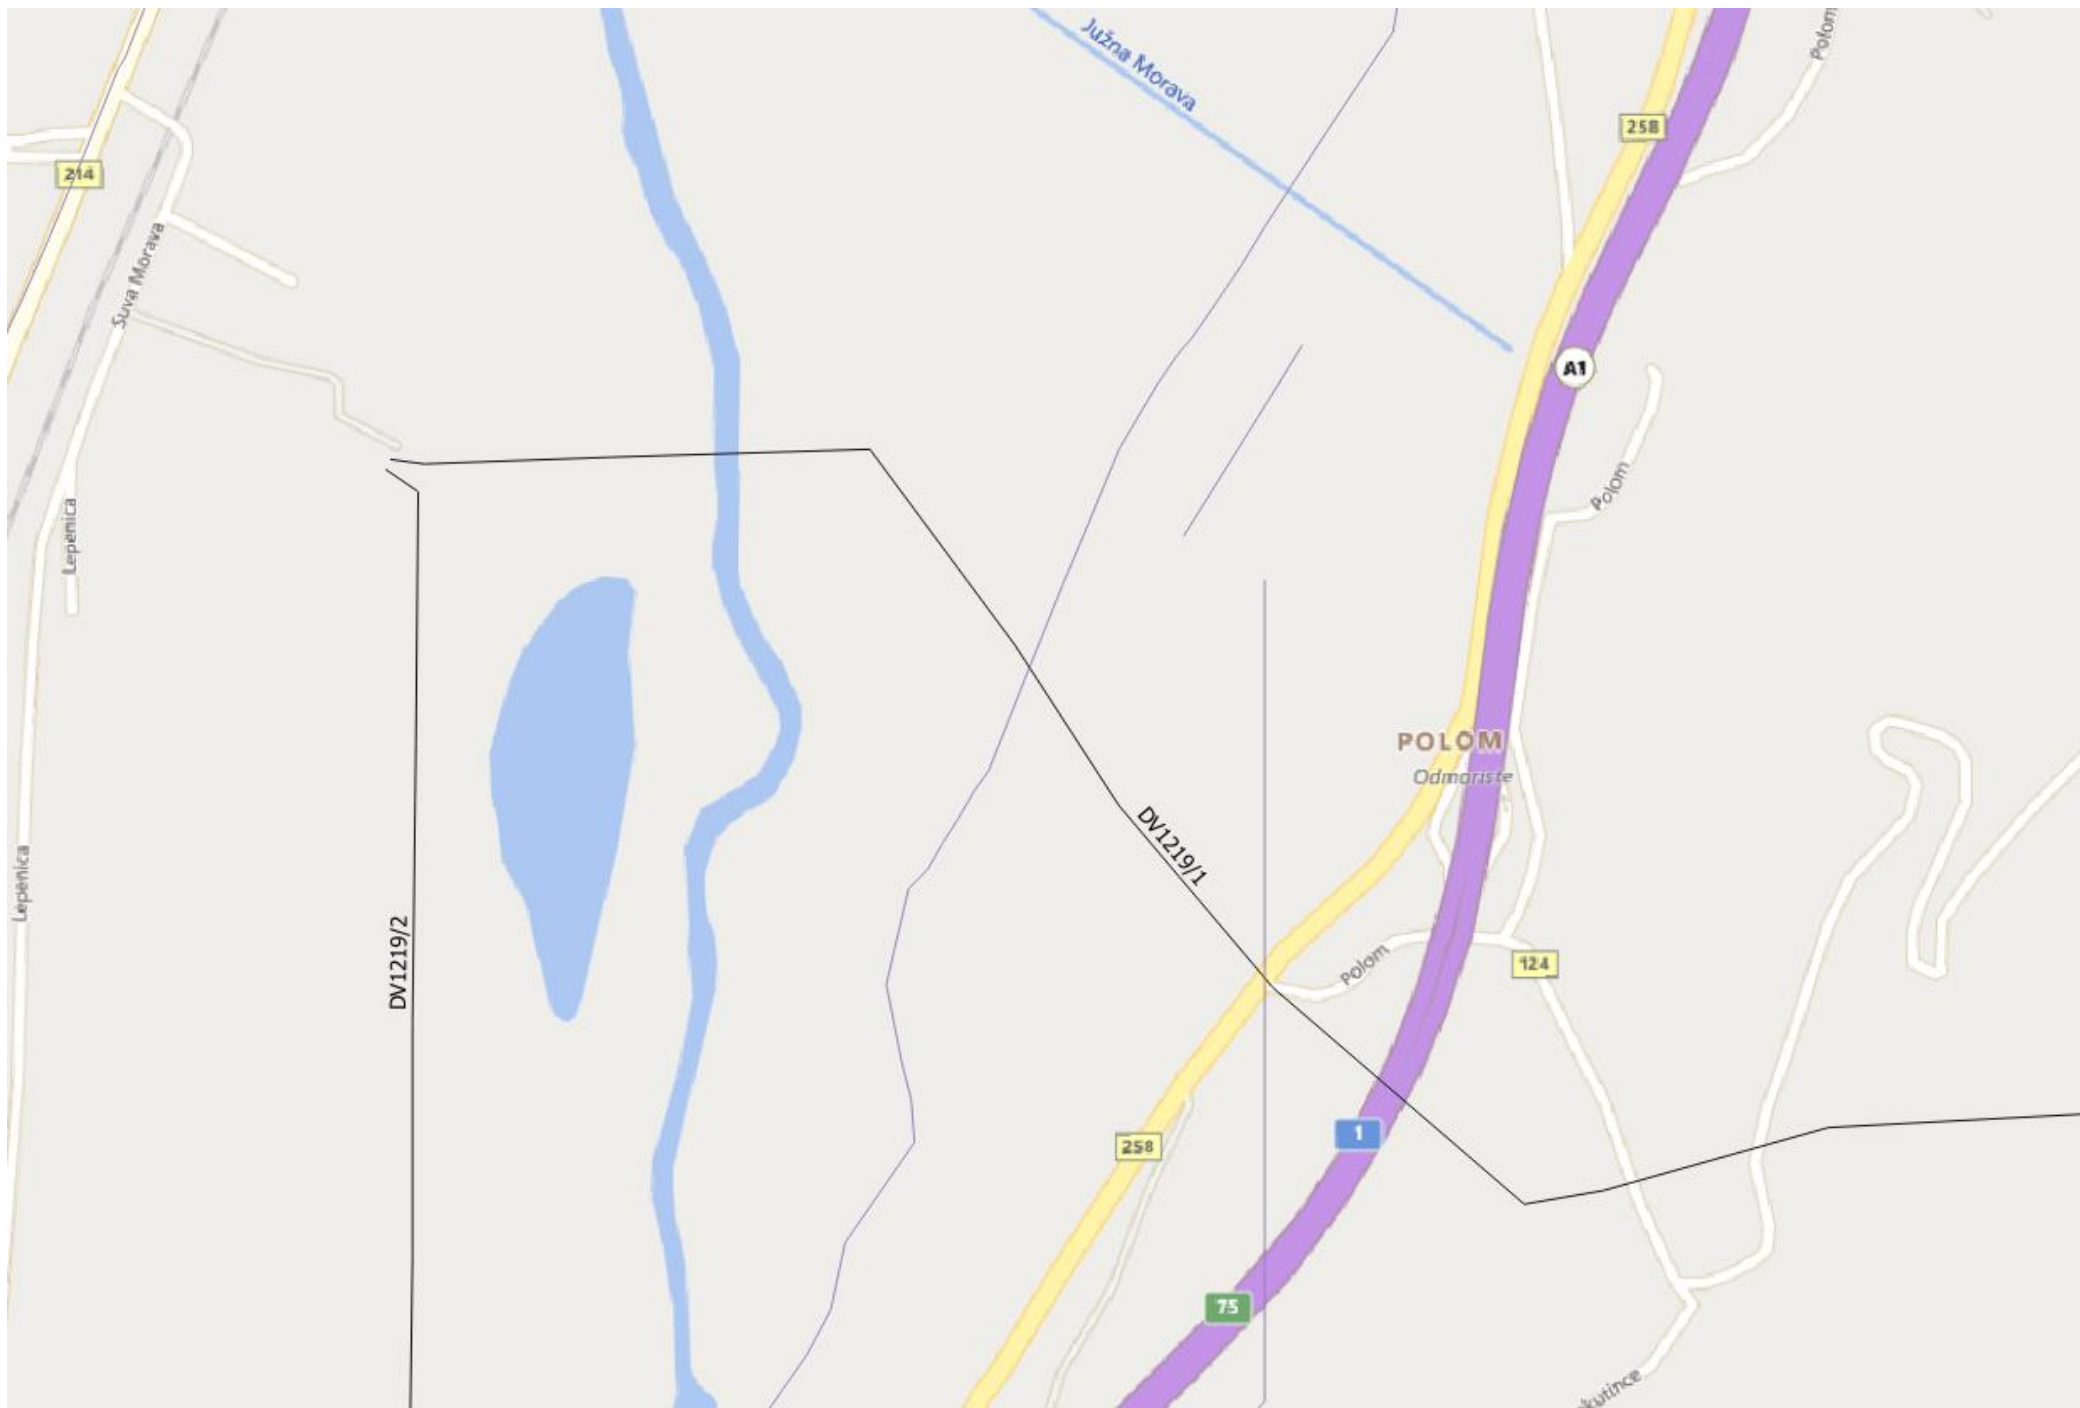 Južna Morava
Polom
258
214
Suva Morava
A1
Polom
Lepenica
POLOM
Odmoriste
DV1219/1
Lepenica
DV1219/2
Polom
124
1
258
75